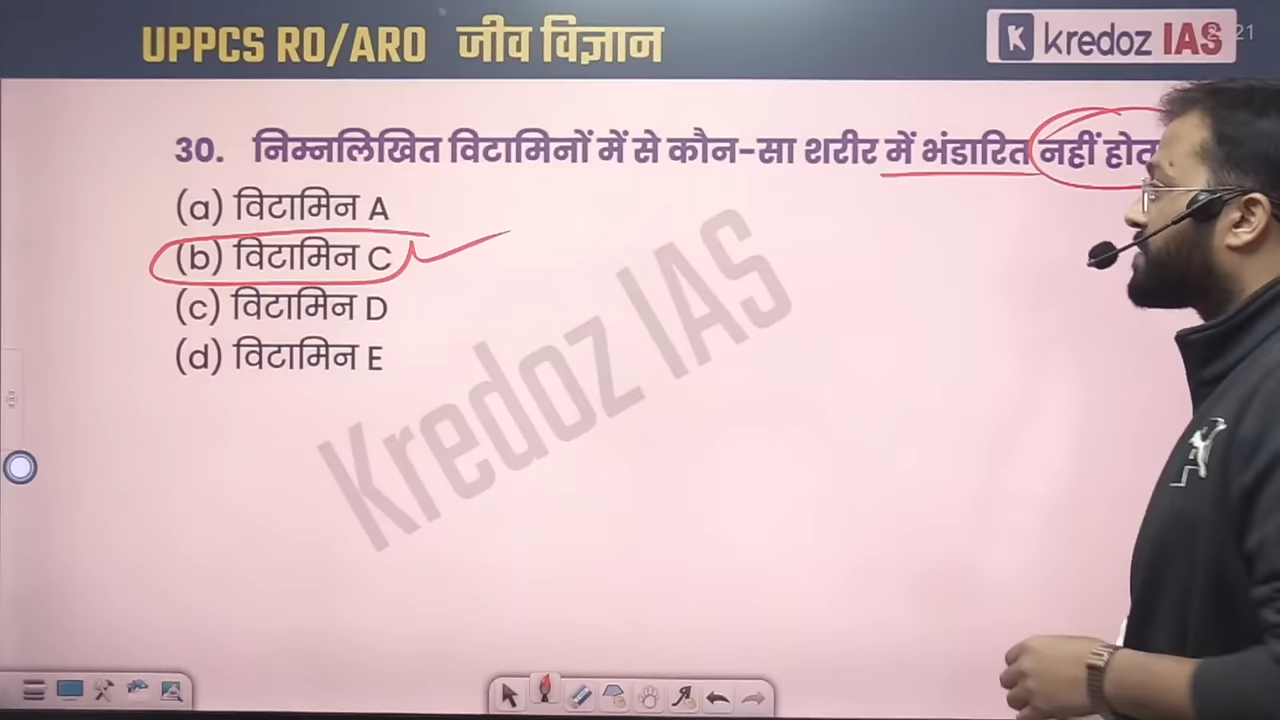 UPPCS RO/ARO जीव विज्ञान
kredoz IAS
30. निम्नलिखित विटामिनों में से कौन-सा शरीर में भंडारित नहीं
(a) विटामिन A
(b) विटामिन C
(c) विटामिन D
(d) विटामिन E
Kredoz IAS